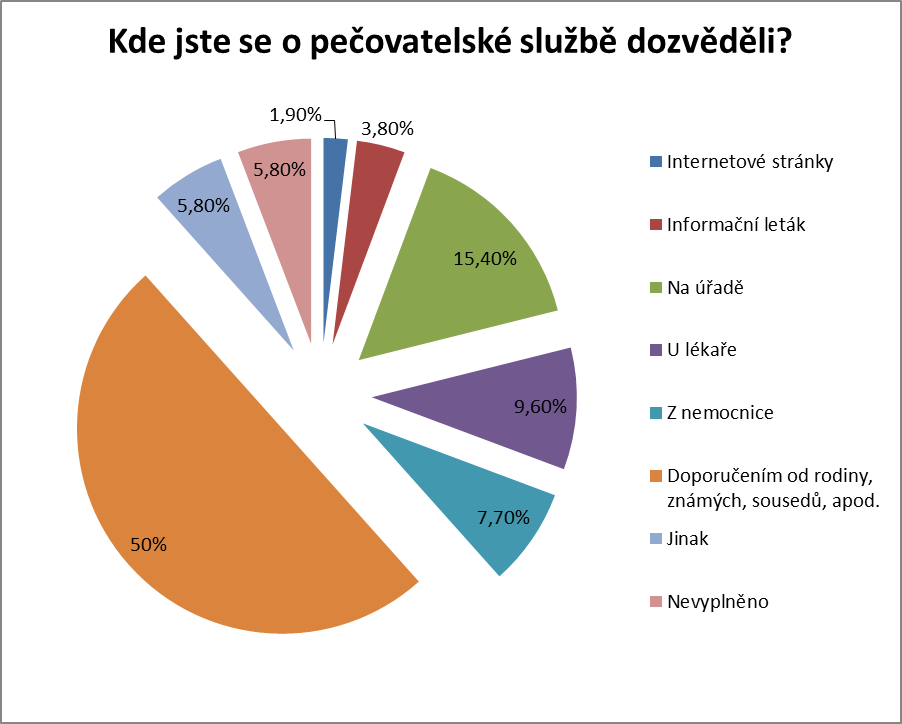 Kde jste se o pečovatelské službě dozvěděli?
1,90%
3,80%
5,80%
5,80%
15,40%
9,60%
7,70%
50%
Internetové stránky
Informační leták
Na úřadě
U lékaře
Z nemocnice
Doporučením od rodiny,
známých, sousedů, apod.
Jinak
Nevyplněno